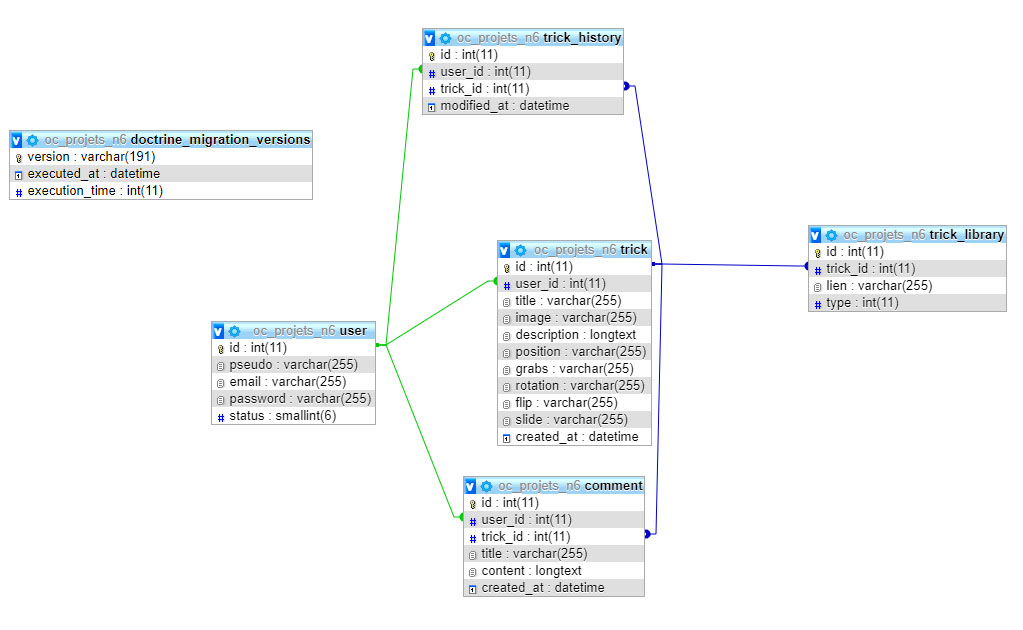 oc_projets_n6 trick_history
id : int(11)
user_id : int(11)
trick_id : int(11)
modified_at : datetime
oc_projets_n6 doctrine_migration_versions
version : varchar(191)
executed_at : datetime
execution_time : int(11)
oc_projets_n6 trick
id : int(11)
user_id : int(11)
title : varchar(255)
image : varchar(255)
description : longtext
position : varchar(255)
grabs : varchar(255)
rotation : varchar(255)
flip : varchar(255)
slide : varchar(255)
created_at : datetime
oc_projets_n6 trick_library
id : int(11)
trick_id : int(11)
lien : varchar(255)
type : int(11)
oc_projets_n6 user
id : int(11)
pseudo : varchar(255)
email : varchar(255)
password : varchar(255)
status : smallint(6)
oc_projets_n6 comment
id : int(11)
user_id : int(11)
trick_id : int(11)
title : varchar(255)
content : longtext
created_at : datetime